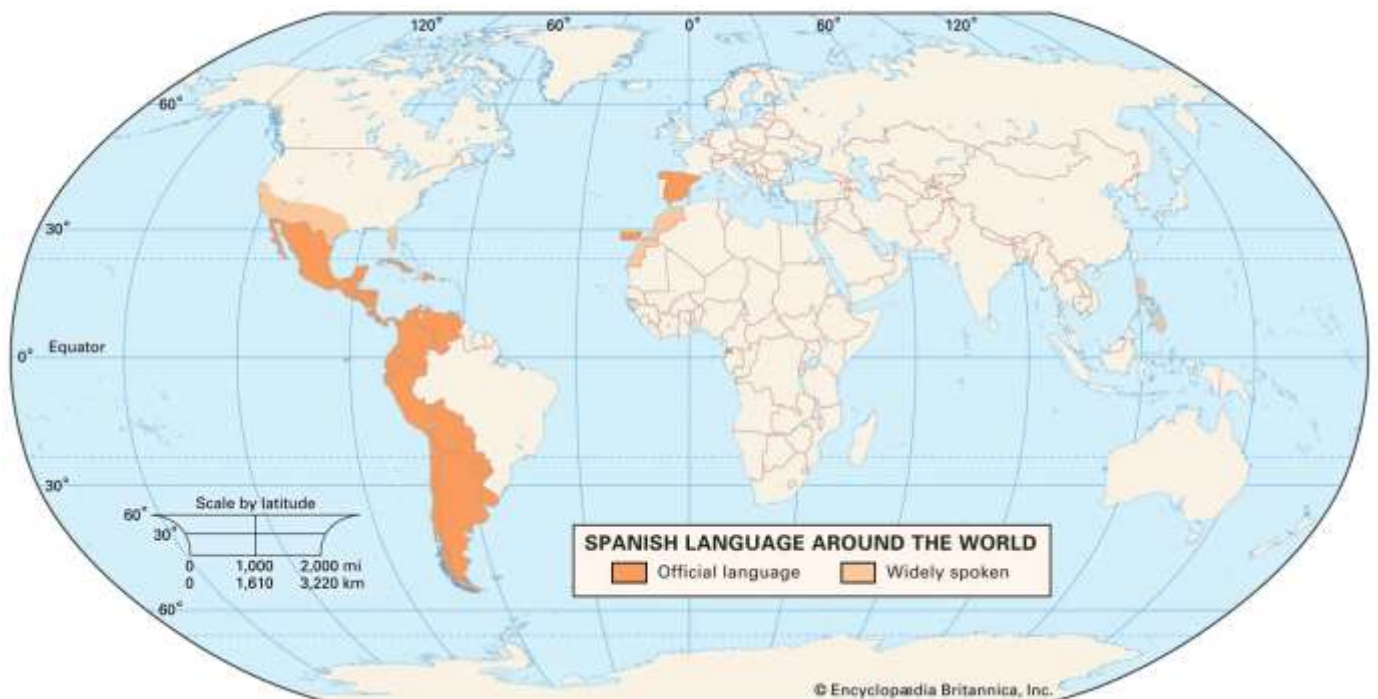 120° 60° 0° 60° 120°
60°
30°
Equator
0°
30°
Scale by latitude
60°
30°
0 1,000 2,000 mi
0 1,610 3,220 km
SPANISH LANGUAGE AROUND THE WORLD
Official language Widely spoken
60°
© Encyclopædia Britannica, Inc.